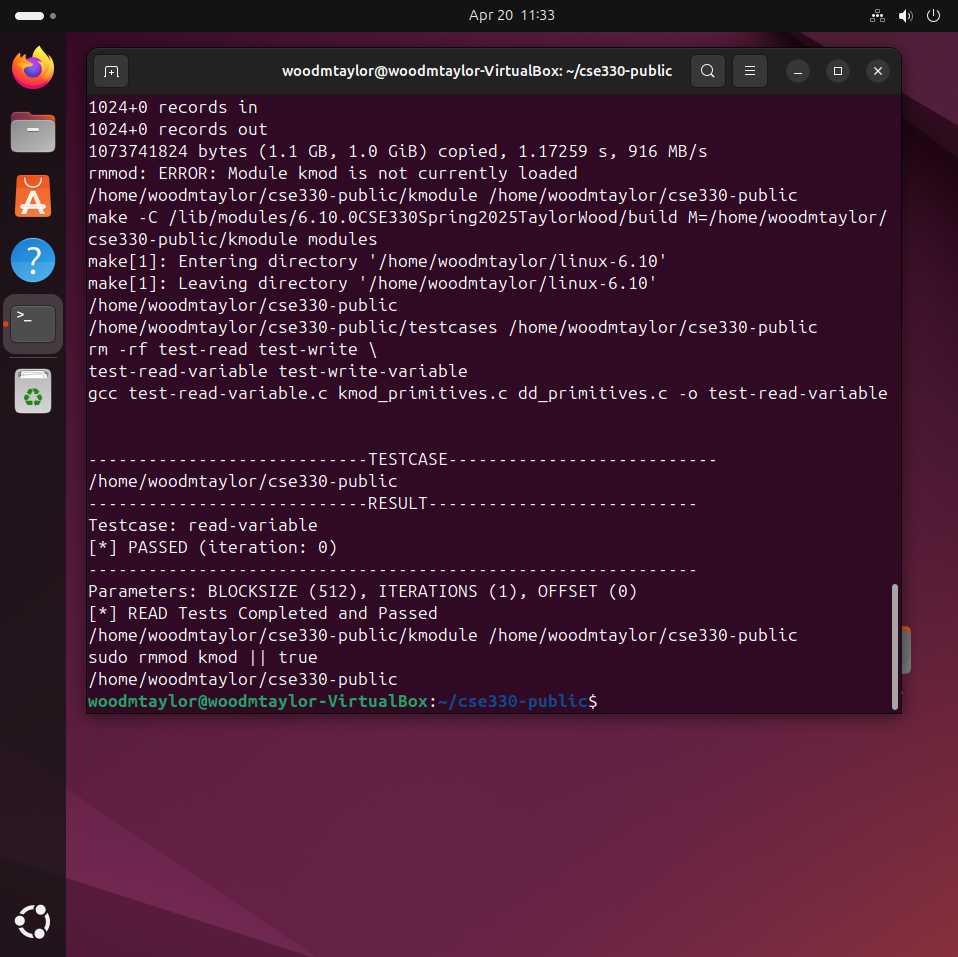 Apr 20 11:33
woodmtaylor@woodmtaylor-VirtualBox: ~/cse330-public
1024+0 records in
1024+0 records out
1073741824 bytes (1.1 GB, 1.0 GiB) copied, 1.17259 s, 916 MB/s
rmmod: ERROR: Module kmod is not currently loaded
/home/woodmtaylor/cse330-public/kmodule /home/woodmtaylor/cse330-public
make -C /lib/modules/6.10.0CSE330Spring2025TaylorWood/build M=/home/woodmtaylor/
cse330-public/kmodule modules
make[1]: Entering directory '/home/woodmtaylor/linux-6.10'
make[1]: Leaving directory '/home/woodmtaylor/linux-6.10'
/home/woodmtaylor/cse330-public
/home/woodmtaylor/cse330-public/testcases /home/woodmtaylor/cse330-public
rm -rf test-read test-write \
test-read-variable test-write-variable
gcc test-read-variable.c kmod_primitives.c dd_primitives.c -o test-read-variable
----------------------------TESTCASE---------------------------
/home/woodmtaylor/cse330-public
----------------------------RESULT---------------------------
Testcase: read-variable
[*] PASSED (iteration: 0)
-------------------------------------------------------------
Parameters: BLOCKSIZE (512), ITERATIONS (1), OFFSET (0)
[*] READ Tests Completed and Passed
/home/woodmtaylor/cse330-public/kmodule /home/woodmtaylor/cse330-public
sudo rmmod kmod || true
/home/woodmtaylor/cse330-public
woodmtaylor@woodmtaylor-VirtualBox:~/cse330-public$